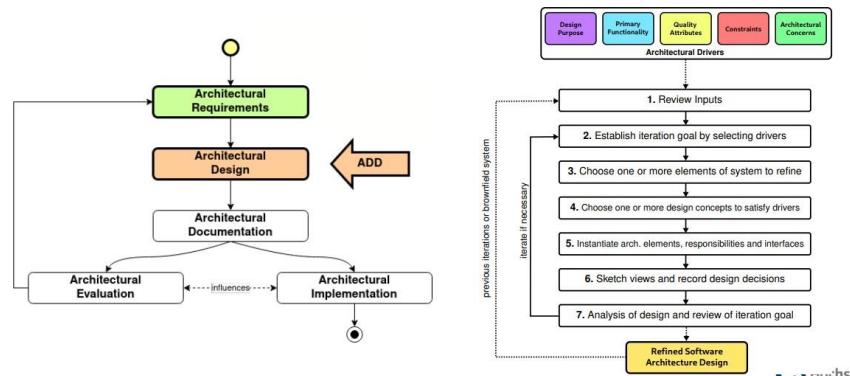 Architectural
Requirements
Architectural
Design
ADD
Architectural
Documentation
Architectural
Evaluation
influences
Architectural
Implementation
Design
Purpose
Primary
Functionality
Quality
Attributes
Constraints
Architectural
Concerns
Architectural Drivers
1. Review Inputs
2. Establish iteration goal by selecting drivers
3. Choose one or more elements of system to refine
4. Choose one or more design concepts to satisfy drivers
5. Instantiate arch. elements, responsibilities and interfaces
6. Sketch views and record design decisions
7. Analysis of design and review of iteration goal
previous iterations or brownfield system
iterate if necessary
Refined Software
Architecture Design